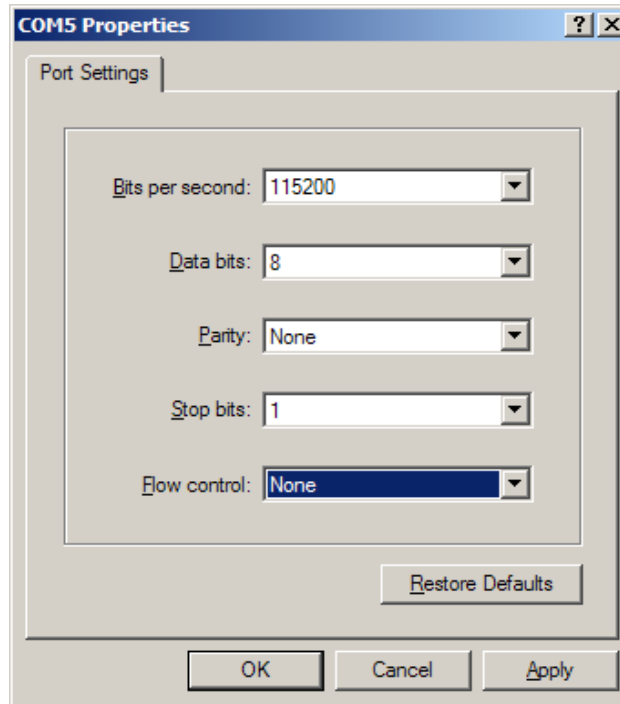 COM5 Properties
Port Settings
Bits per second: 115200
Data bits: 8
Parity: None
Stop bits: 1
Flow control: None
Restore Defaults
OK Cancel Apply